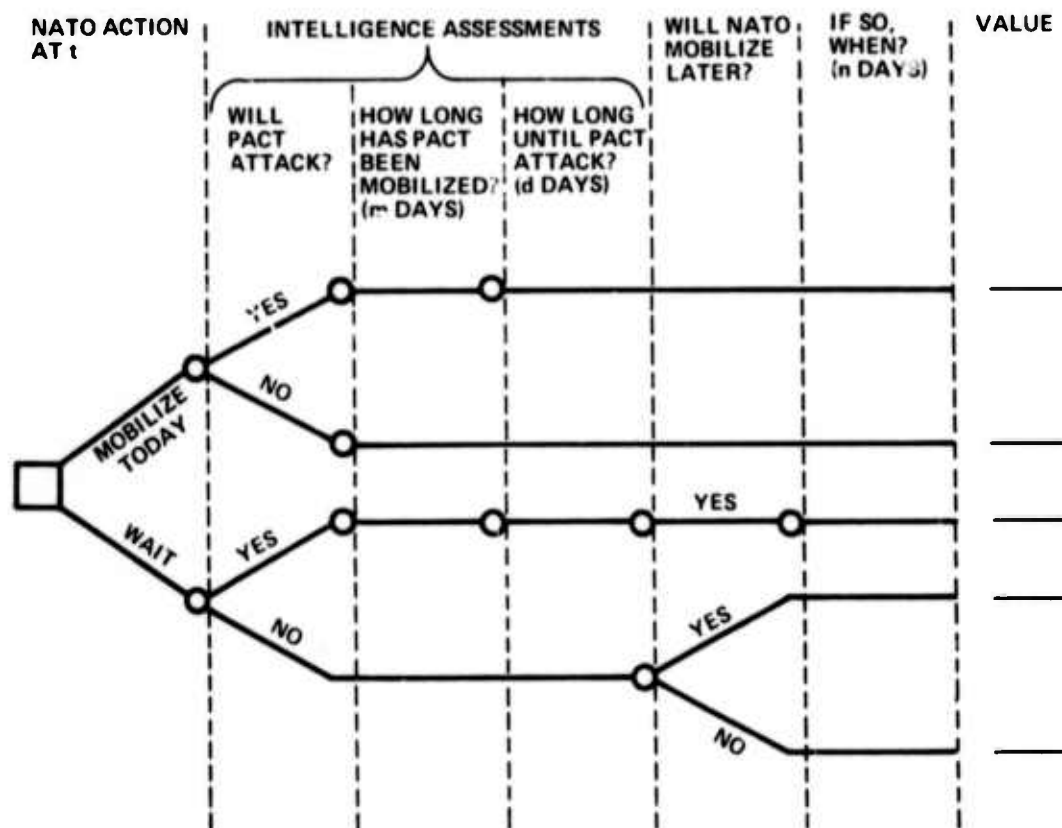 NATO ACTION
AT t
INTELLIGENCE ASSESSMENTS
WILL
PACT
ATTACK?
HOW LONG
HAS PACT
BEEN
MOBILIZED?
(m DAYS)
HOW LONG
UNTIL PACT
ATTACK?
(d DAYS)
WILL NATO
MOBILIZE
LATER?
IF SO,
WHEN?
(n DAYS)
VALUE
YES
NO
MOBILIZE
TODAY
WAIT
YES
YES
NO
YES
NO